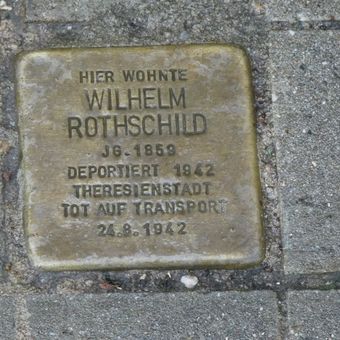 HIER WOHNTE
WILHELM
ROTHSCHILD
JG. 1859
DEPORTIERT 1942
THERESIENSTADT
TOT AUF TRANSPORT
24.8.1942